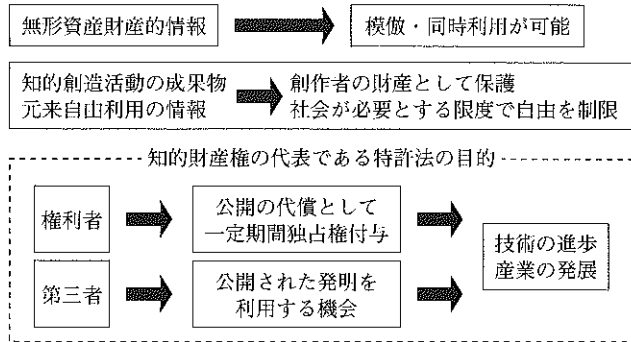 無形資産財産的情報
模倣・同時利用が可能
知的創造活動の成果物
元来自由利用の情報
創作者の財産として保護
社会が必要とする限度で自由を制限
知的財産権の代表である特許法の目的
権利者
公開の代償として
一定期間独占権付与
第三者
公開された発明を
利用する機会
技術の進歩
産業の発展